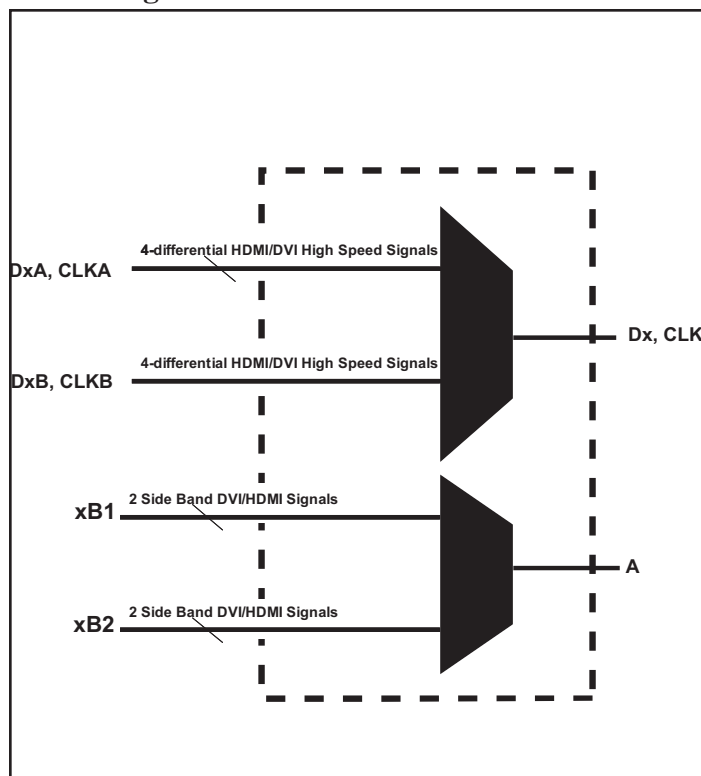 4-differential HDMI/DVI High Speed Signals
DxA, CLKA
Dx, CLK
4-differential HDMI/DVI High Speed Signals
DxB, CLKB
2 Side Band DVI/HDMI Signals
xB1
A
2 Side Band DVI/HDMI Signals
xB2